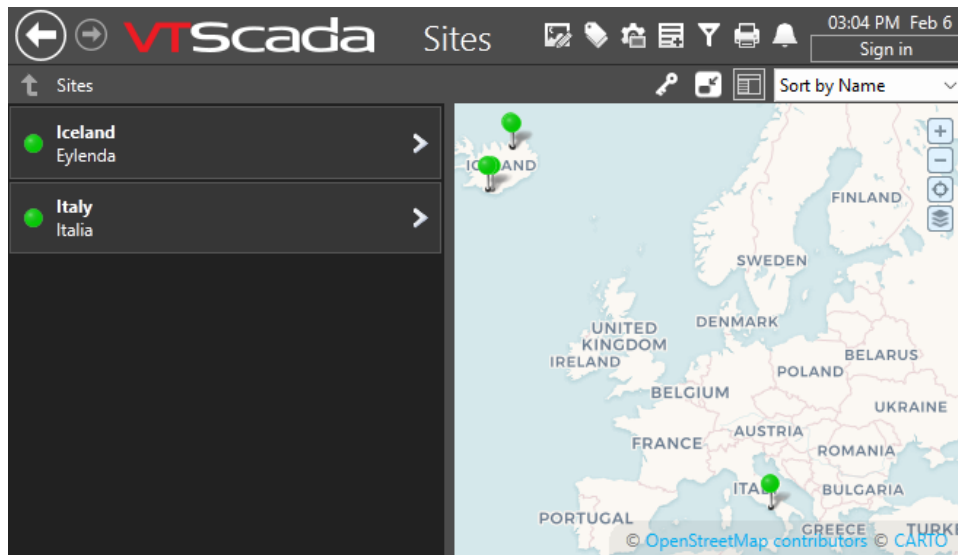 VTScada
Sites
03:04 PM Feb 6
Sign in
Sites
Sort by Name
Iceland
Eylenda
Italy
Italia
FINLAND
SWEDEN
DENMARK
UNITED
KINGDOM
IRELAND
BELARUS
POLAND
BELGIUM
UKRAINE
AUSTRIA
FRANCE
ROMANIA
BULGARIA
PORTUGAL
GREECE
© OpenStreetMap contributors © CARTO